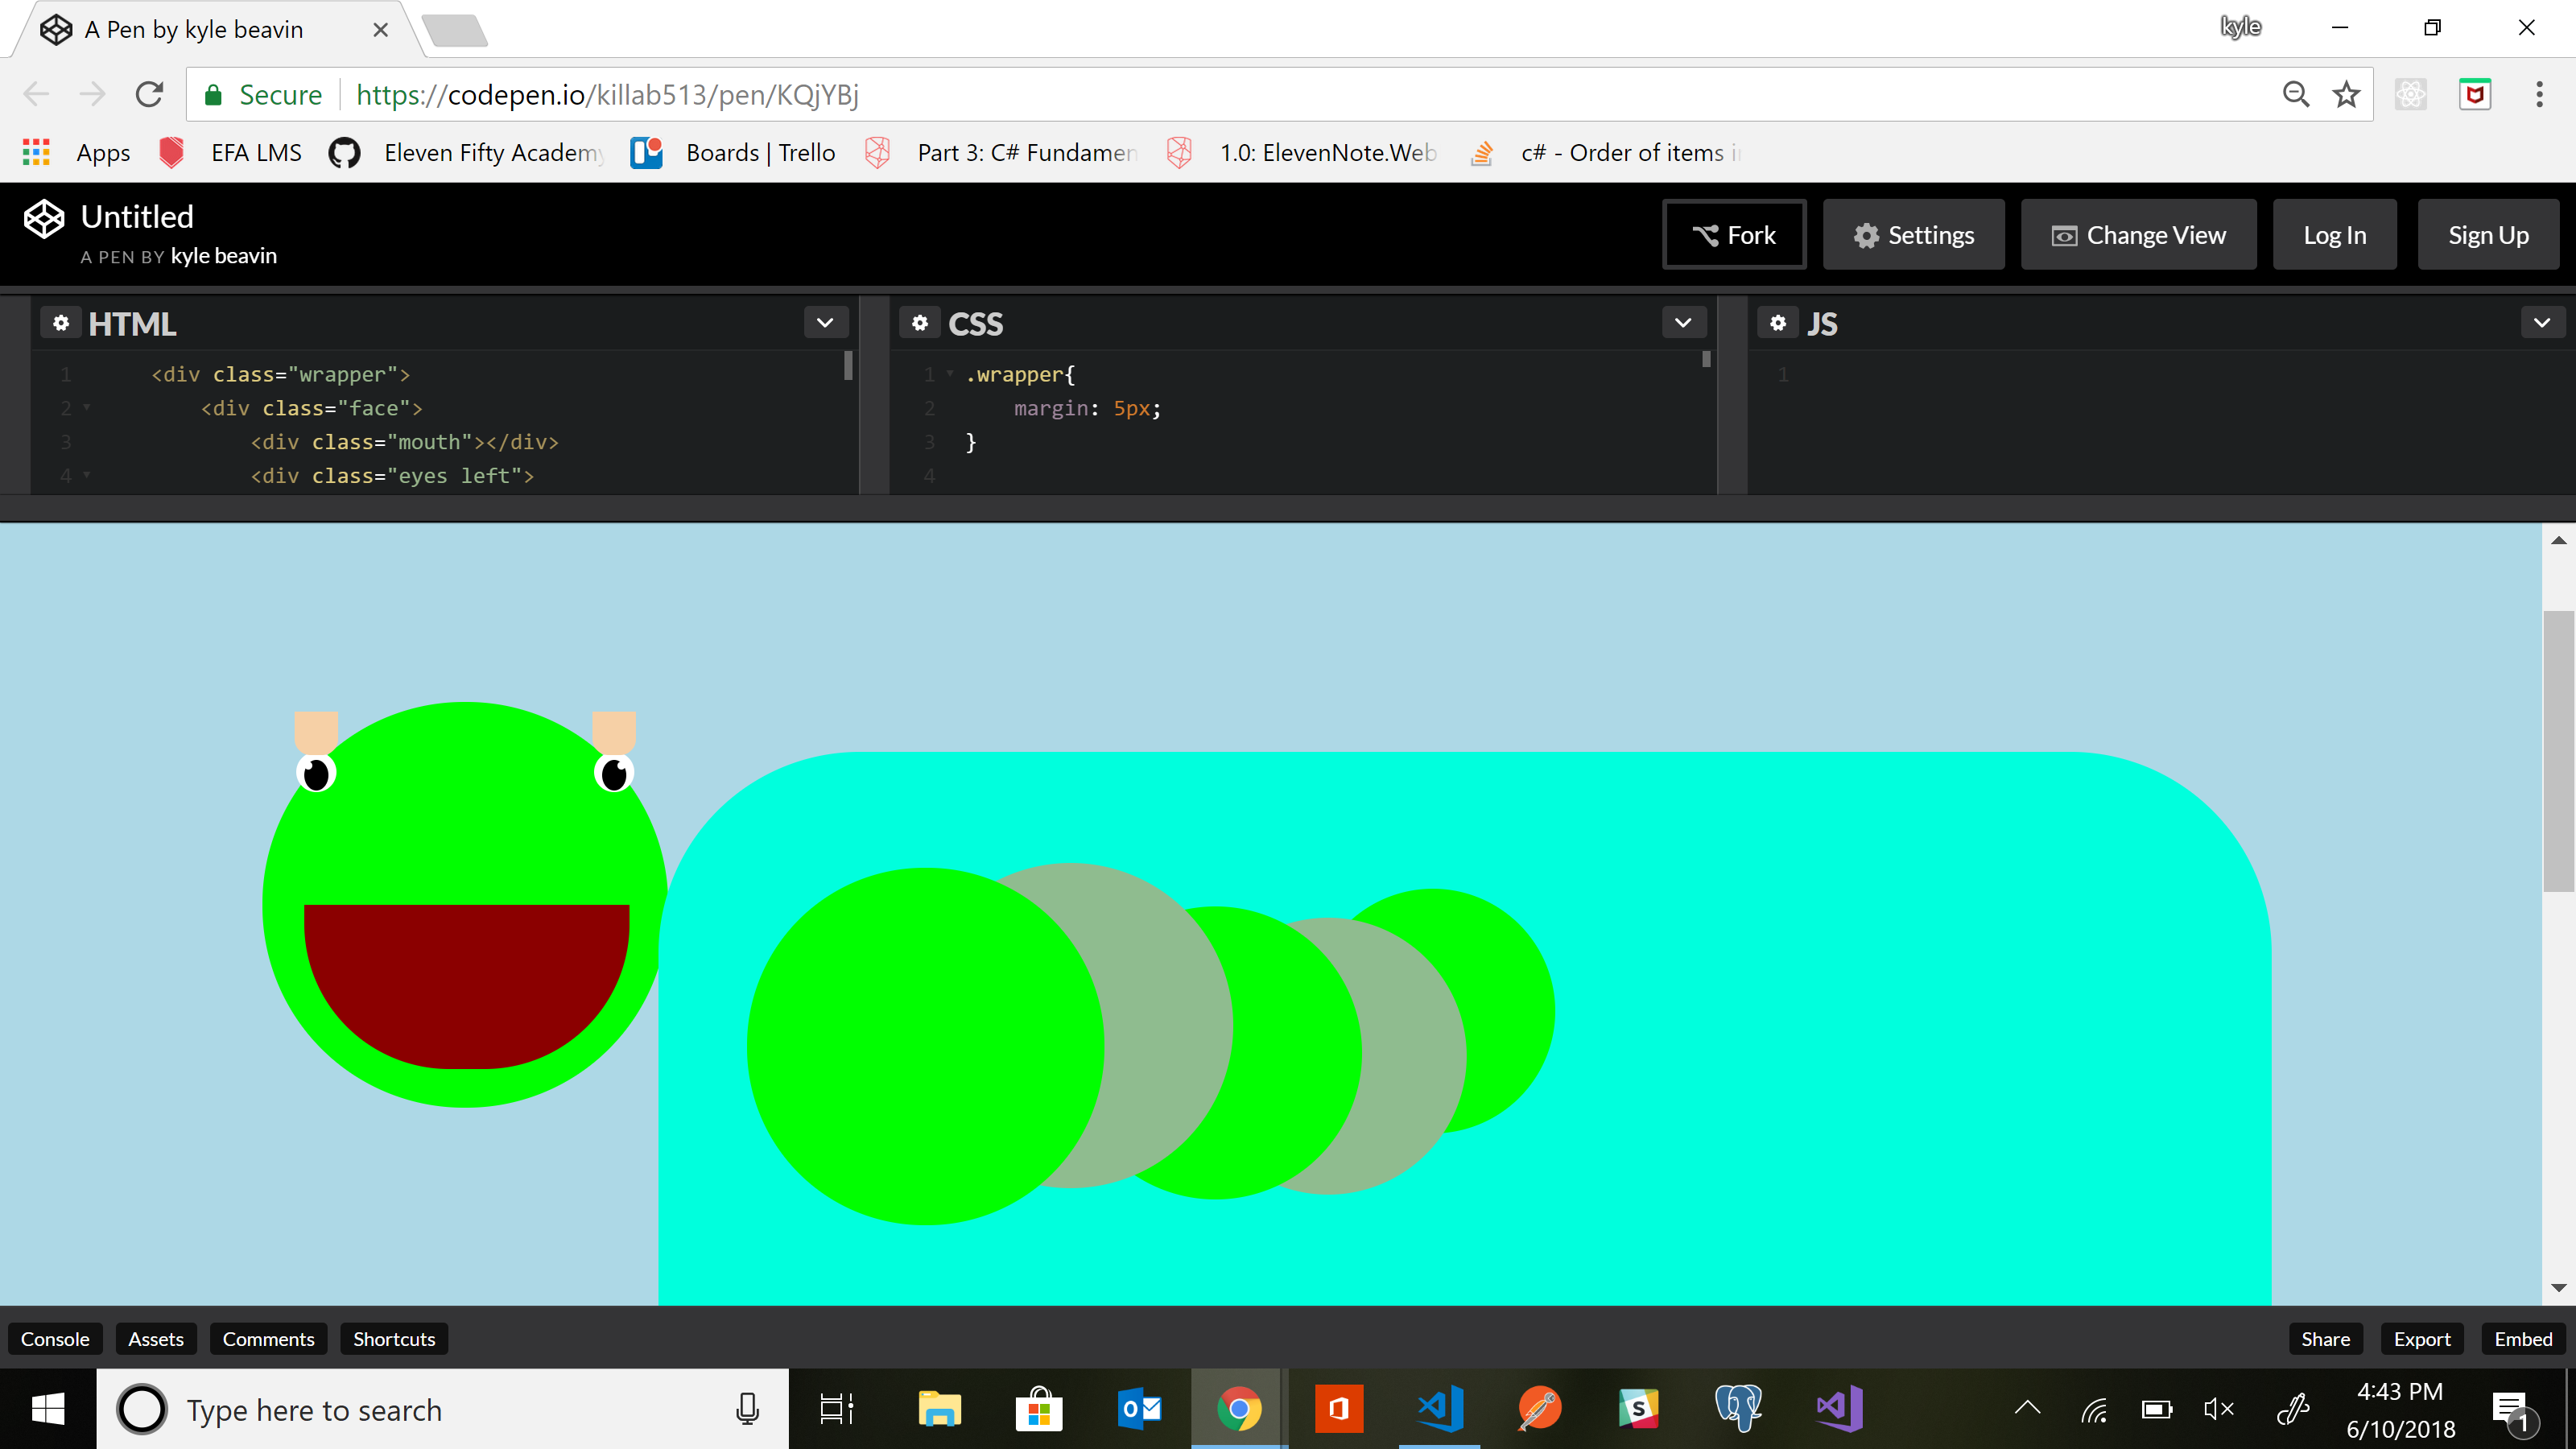 A Pen by kyle beavin
kyle
Secure
https://codepen.io/killab513/pen/KQjYBj
Apps
EFA LMS
Eleven Fifty Academy
Boards | Trello
Part 3: C# Fundamen
1.0: ElevenNote.Web
c# - Order of items i
Untitled
A PEN BY kyle beavin
Fork
Settings
Change View
Log In
Sign Up
HTML
1 <div class="wrapper">
2 <div class="face">
3 <div class="mouth"></div>
4 <div class="eyes left">
CSS
1 .wrapper{
2 margin: 5px;
3 }
4
JS
1
Console
Assets
Comments
Shortcuts
Share
Export
Embed
Type here to search
4:43 PM
6/10/2018
1